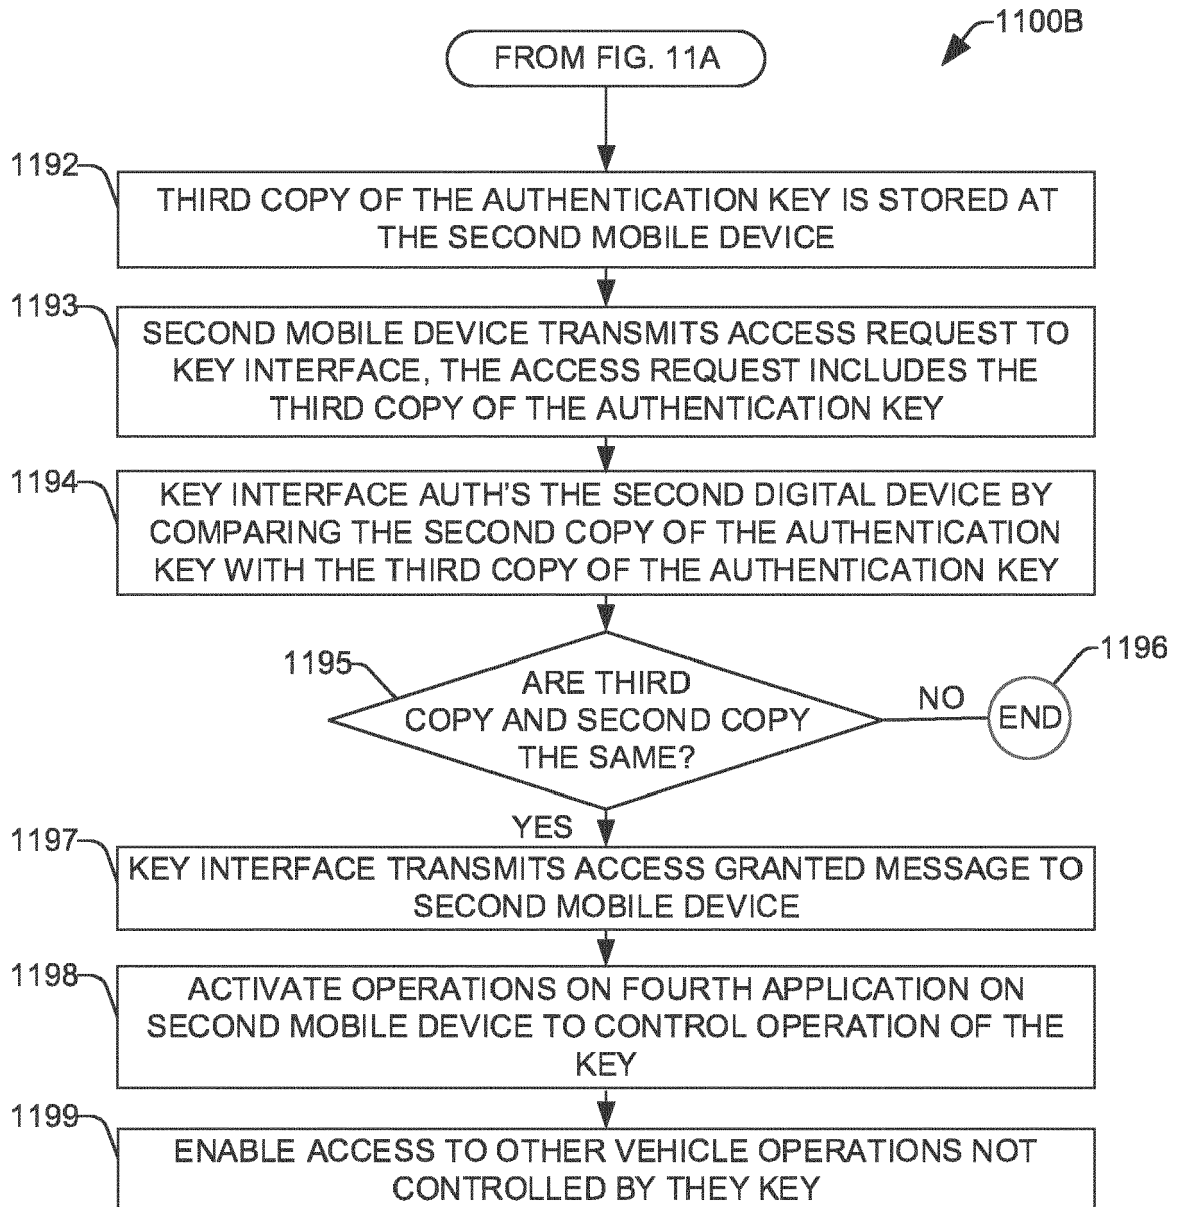 1100B
FROM FIG. 11A
1192
THIRD COPY OF THE AUTHENTICATION KEY IS STORED AT
THE SECOND MOBILE DEVICE
1193
SECOND MOBILE DEVICE TRANSMITS ACCESS REQUEST TO
KEY INTERFACE, THE ACCESS REQUEST INCLUDES THE
THIRD COPY OF THE AUTHENTICATION KEY
1194
KEY INTERFACE AUTH'S THE SECOND DIGITAL DEVICE BY
COMPARING THE SECOND COPY OF THE AUTHENTICATION
KEY WITH THE THIRD COPY OF THE AUTHENTICATION KEY
1195
ARE THIRD
COPY AND SECOND COPY
THE SAME?
NO
1196
END
YES
1197
KEY INTERFACE TRANSMITS ACCESS GRANTED MESSAGE TO
SECOND MOBILE DEVICE
1198
ACTIVATE OPERATIONS ON FOURTH APPLICATION ON
SECOND MOBILE DEVICE TO CONTROL OPERATION OF THE
KEY
1199
ENABLE ACCESS TO OTHER VEHICLE OPERATIONS NOT
CONTROLLED BY THEY KEY